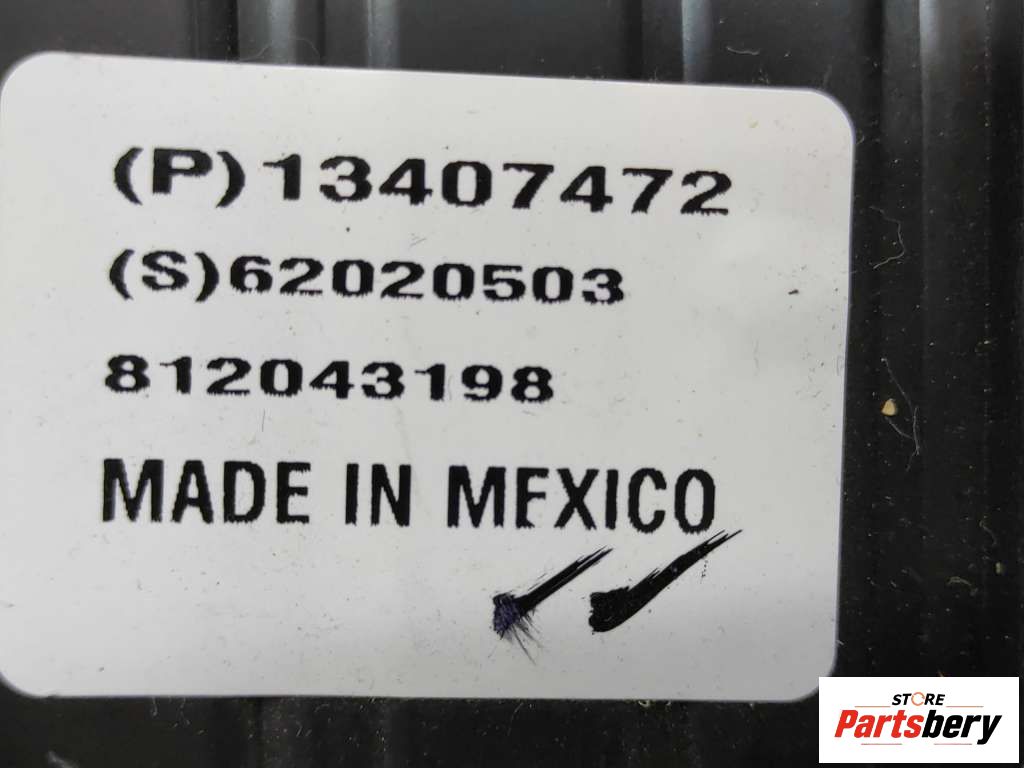 (P)13407472
(S)62020503
812043198
MADE IN MEXICO
STORE
Partsbery